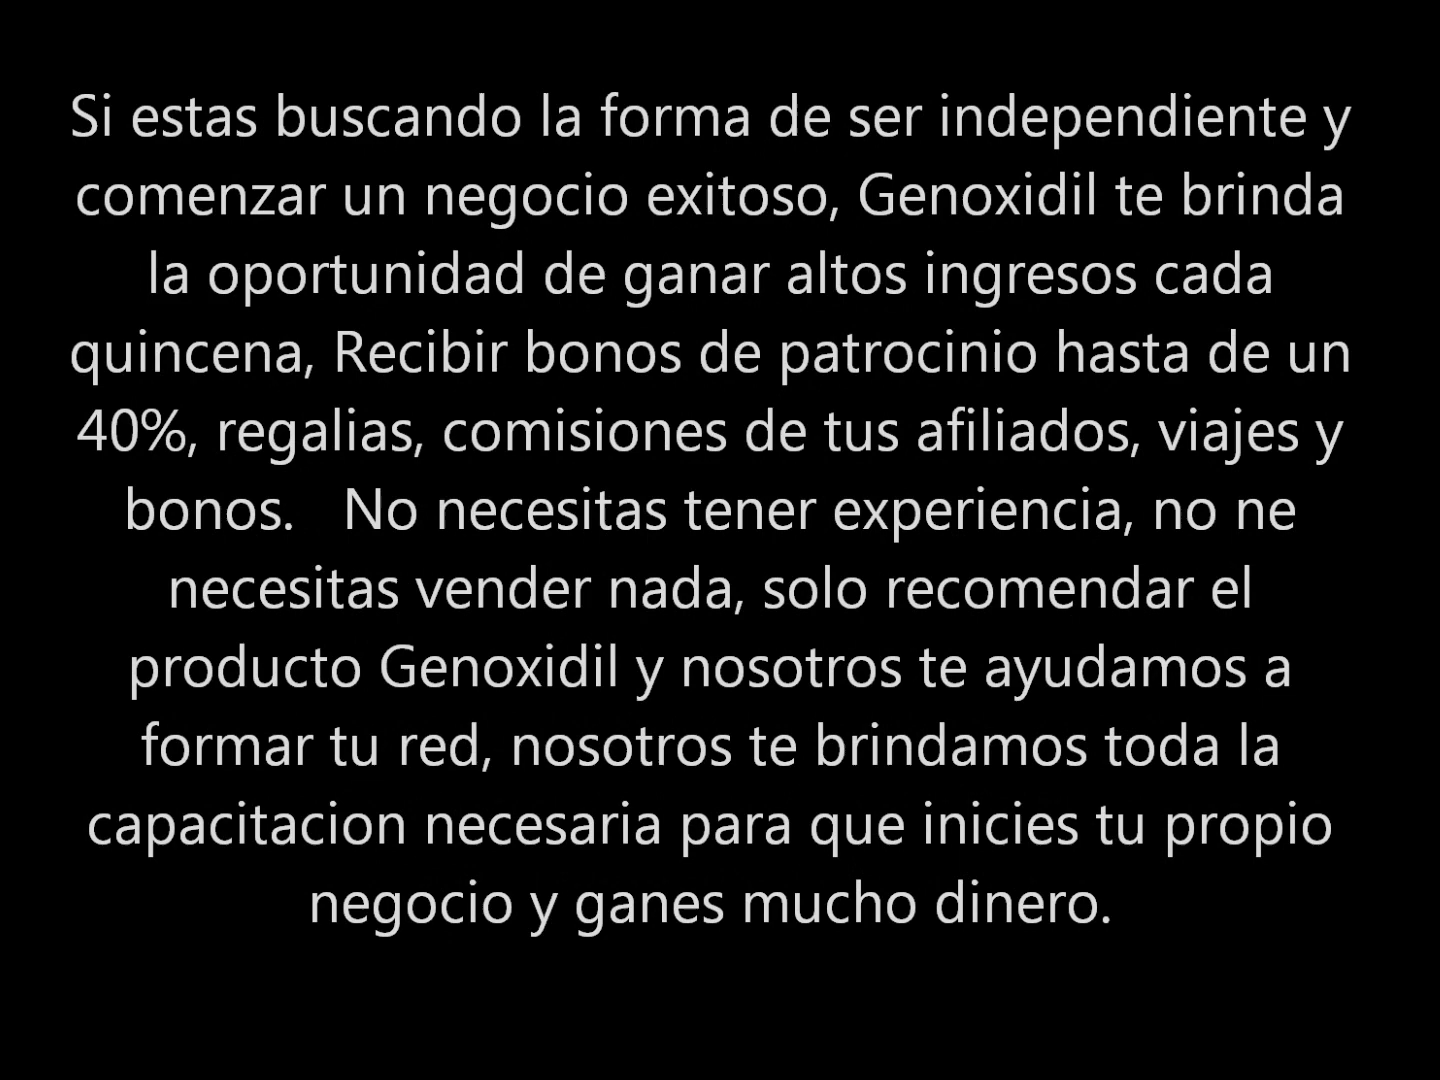 Si estas buscando la forma de ser independiente y
comenzar un negocio exitoso, Genoxidil te brinda
la oportunidad de ganar altos ingresos cada
quincena, Recibir bonos de patrocinio hasta de un
40%, regalias, comisiones de tus afiliados, viajes y
bonos.   No necesitas tener experiencia, no ne
necesitas vender nada, solo recomendar el
producto Genoxidil y nosotros te ayudamos a
formar tu red, nosotros te brindamos toda la
capacitacion necesaria para que inicies tu propio
negocio y ganes mucho dinero.